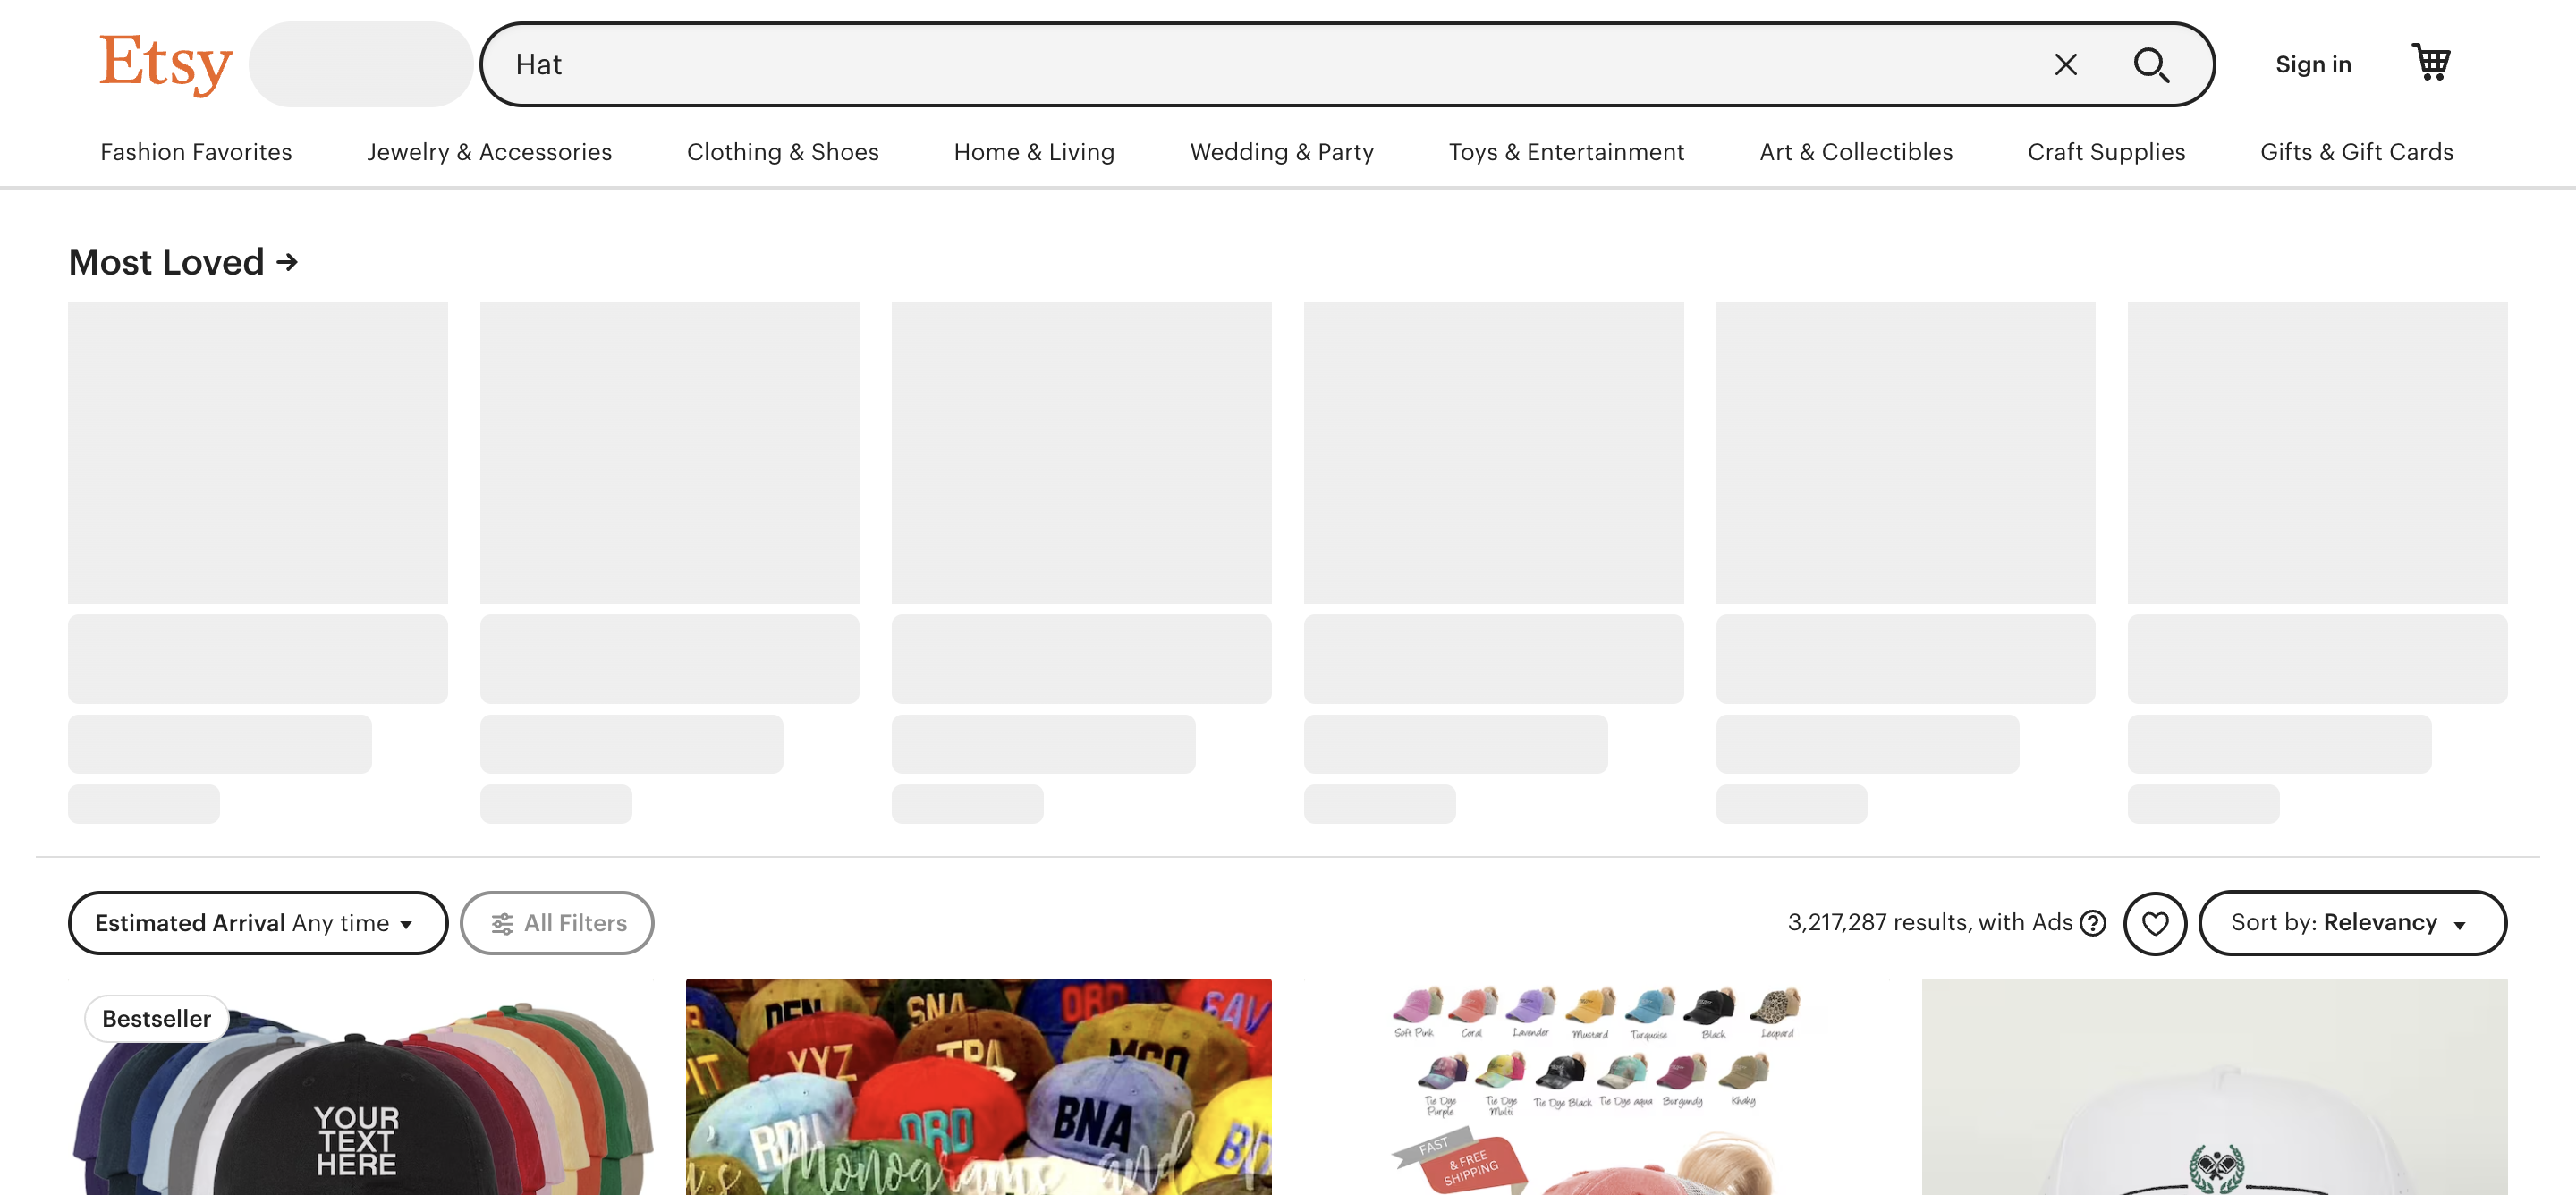 Etsy
Hat
Sign in
Fashion Favorites
Jewelry & Accessories
Clothing & Shoes
Home & Living
Wedding & Party
Toys & Entertainment
Art & Collectibles
Craft Supplies
Gifts & Gift Cards
Most Loved →
Estimated Arrival Any time
All Filters
3,217,287 results, with Ads
Sort by: Relevancy
Bestseller
YOUR
TEXT
HERE
DEN
SNA
ORD
SAV
YYZ
TPA
MCO
RDU
ORD
BNA
Monograms and
Soft Pink
Coral
Lavender
Mustard
Turquoise
Black
Leopard
Tie Dye
Purple
Tie Dye
Multi
Tie Dye Black
Tie Dye aqua
Burgundy
Khaky
FAST
& FREE
SHIPPING